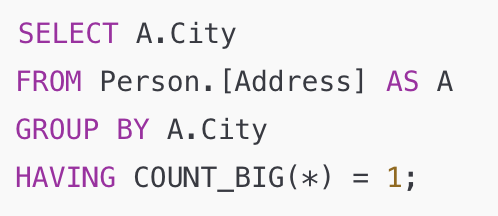 SELECT A.City
FROM Person.[Address] AS A
GROUP BY A.City
HAVING COUNT_BIG(*) = 1;